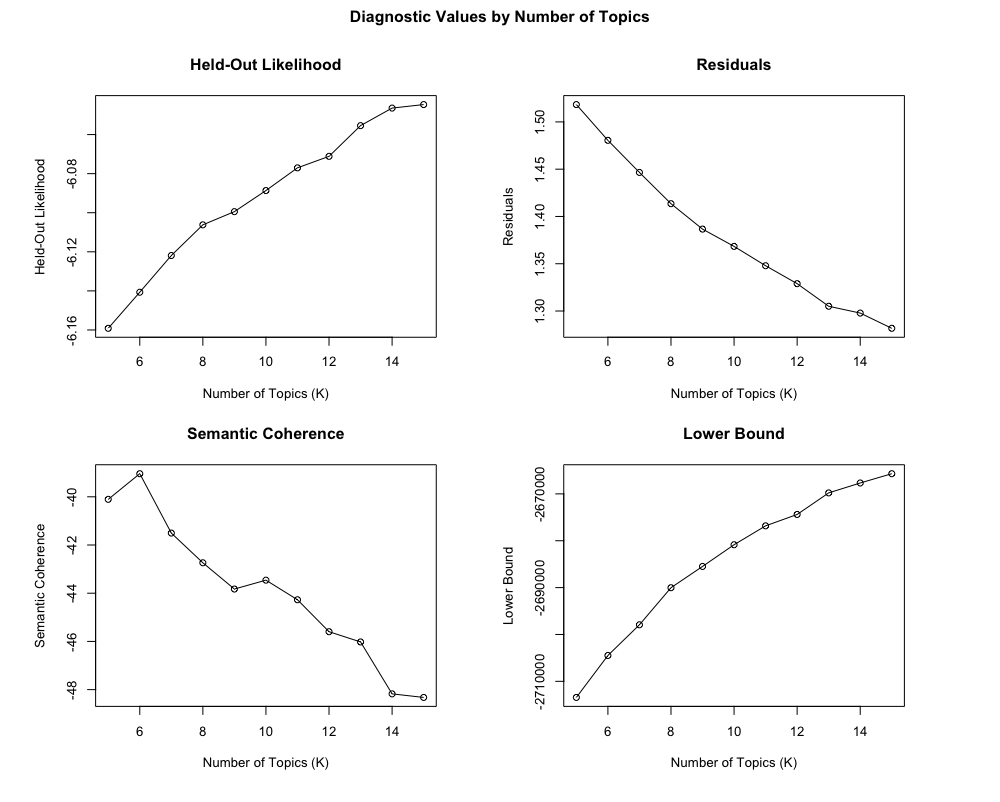 Diagnostic Values by Number of Topics
Held-Out Likelihood
Held-Out Likelihood
-6.08
-6.12
-6.16
6 8 10 12 14
Number of Topics (K)
Residuals
Residuals
1.50
1.45
1.40
1.35
1.30
6 8 10 12 14
Number of Topics (K)
Semantic Coherence
Semantic Coherence
-40
-42
-44
-46
-48
6 8 10 12 14
Number of Topics (K)
Lower Bound
Lower Bound
-2670000
-2690000
-2710000
6 8 10 12 14
Number of Topics (K)